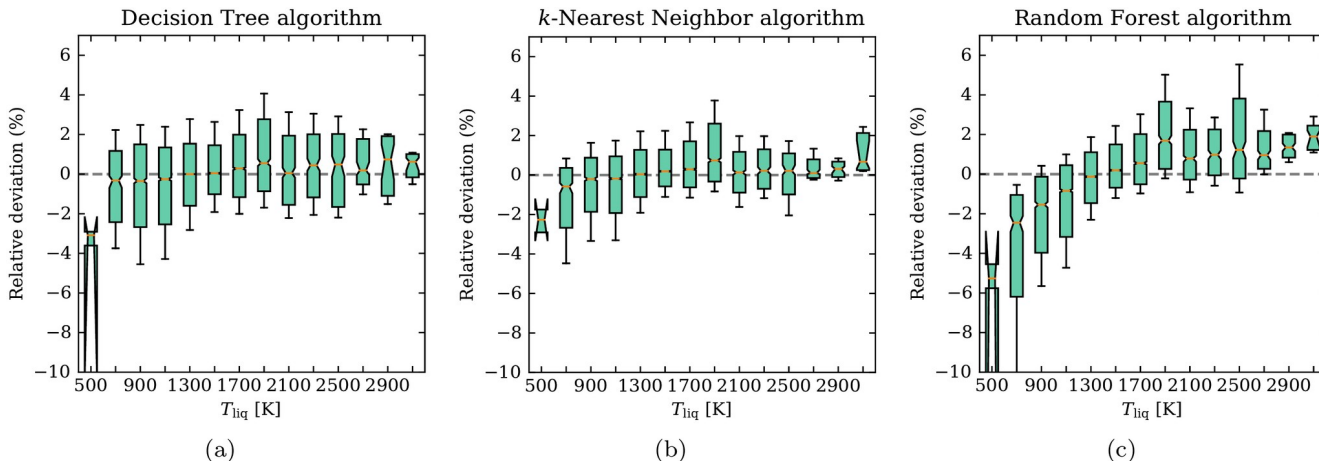 Decision Tree algorithm
6
4
2
0
−2
−4
−6
−8
−10
Relative deviation (%)
500 900 1300 1700 2100 2500 2900
T_liq [K]
(a)
k-Nearest Neighbor algorithm
6
4
2
0
−2
−4
−6
−8
−10
Relative deviation (%)
500 900 1300 1700 2100 2500 2900
T_liq [K]
(b)
Random Forest algorithm
6
4
2
0
−2
−4
−6
−8
−10
Relative deviation (%)
500 900 1300 1700 2100 2500 2900
T_liq [K]
(c)